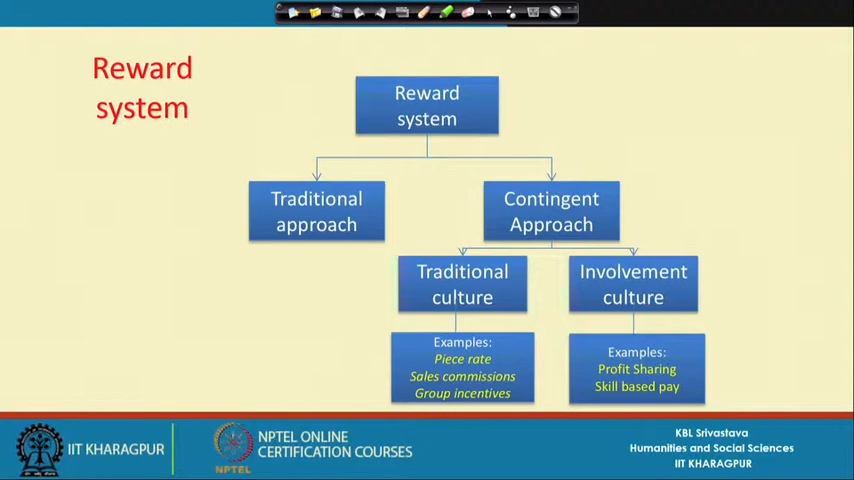 Reward
system
Reward
system
Traditional
approach
Contingent
Approach
Traditional
culture
Involvement
culture
Examples:
Piece rate
Sales commissions
Group incentives
Examples:
Profit Sharing
Skill based pay
IIT KHARAGPUR
NPTEL
NPTEL ONLINE
CERTIFICATION COURSES
KBL Srivastava
Humanities and Social Sciences
IIT KHARAGPUR